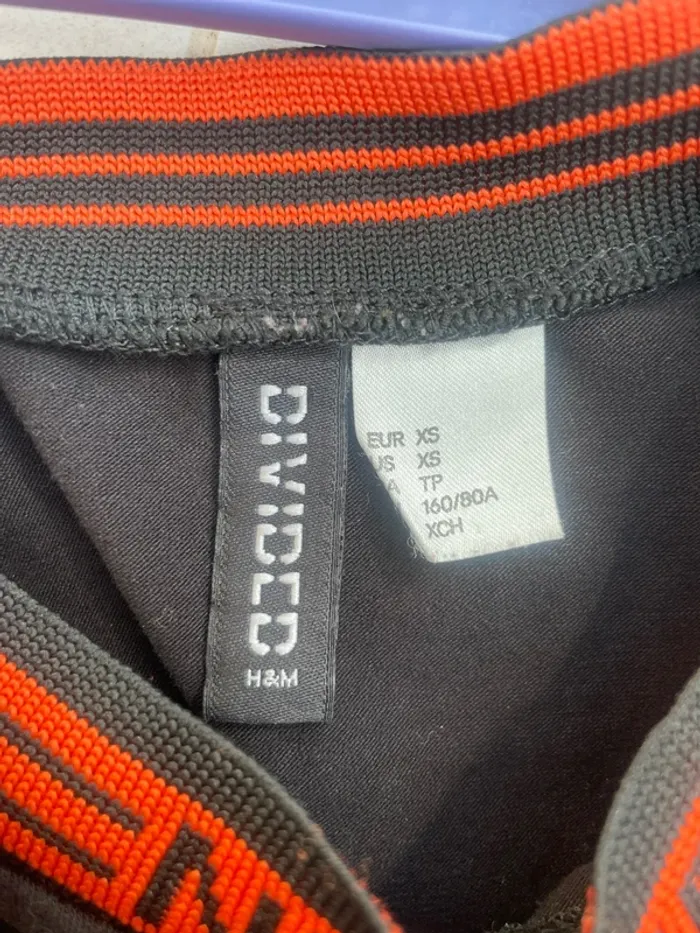 DIVIDED
H&M
EUR XS
US XS
TP
160/80A
XCH